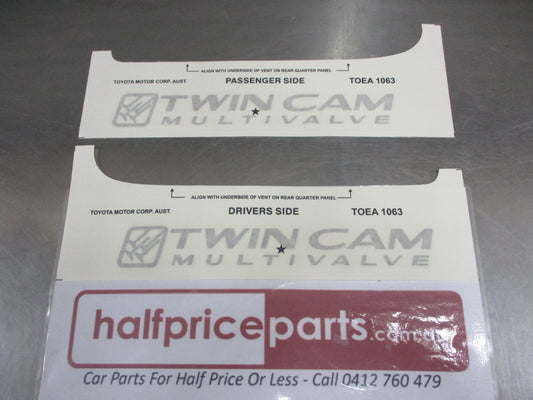 ALIGN WITH UNDERSIDE OF VENT ON REAR QUARTER PANEL
TOYOTA MOTOR CORP. AUST. PASSENGER SIDE TOEA 1063
TWIN CAM
MULTIVALVE
ALIGN WITH UNDERSIDE OF VENT ON REAR QUARTER PANEL
TOYOTA MOTOR CORP. AUST. DRIVERS SIDE TOEA 1063
TWIN CAM
MULTIVALVE
halfpriceparts.com.au
Car Parts For Half Price Or Less - Call 0412 760 479